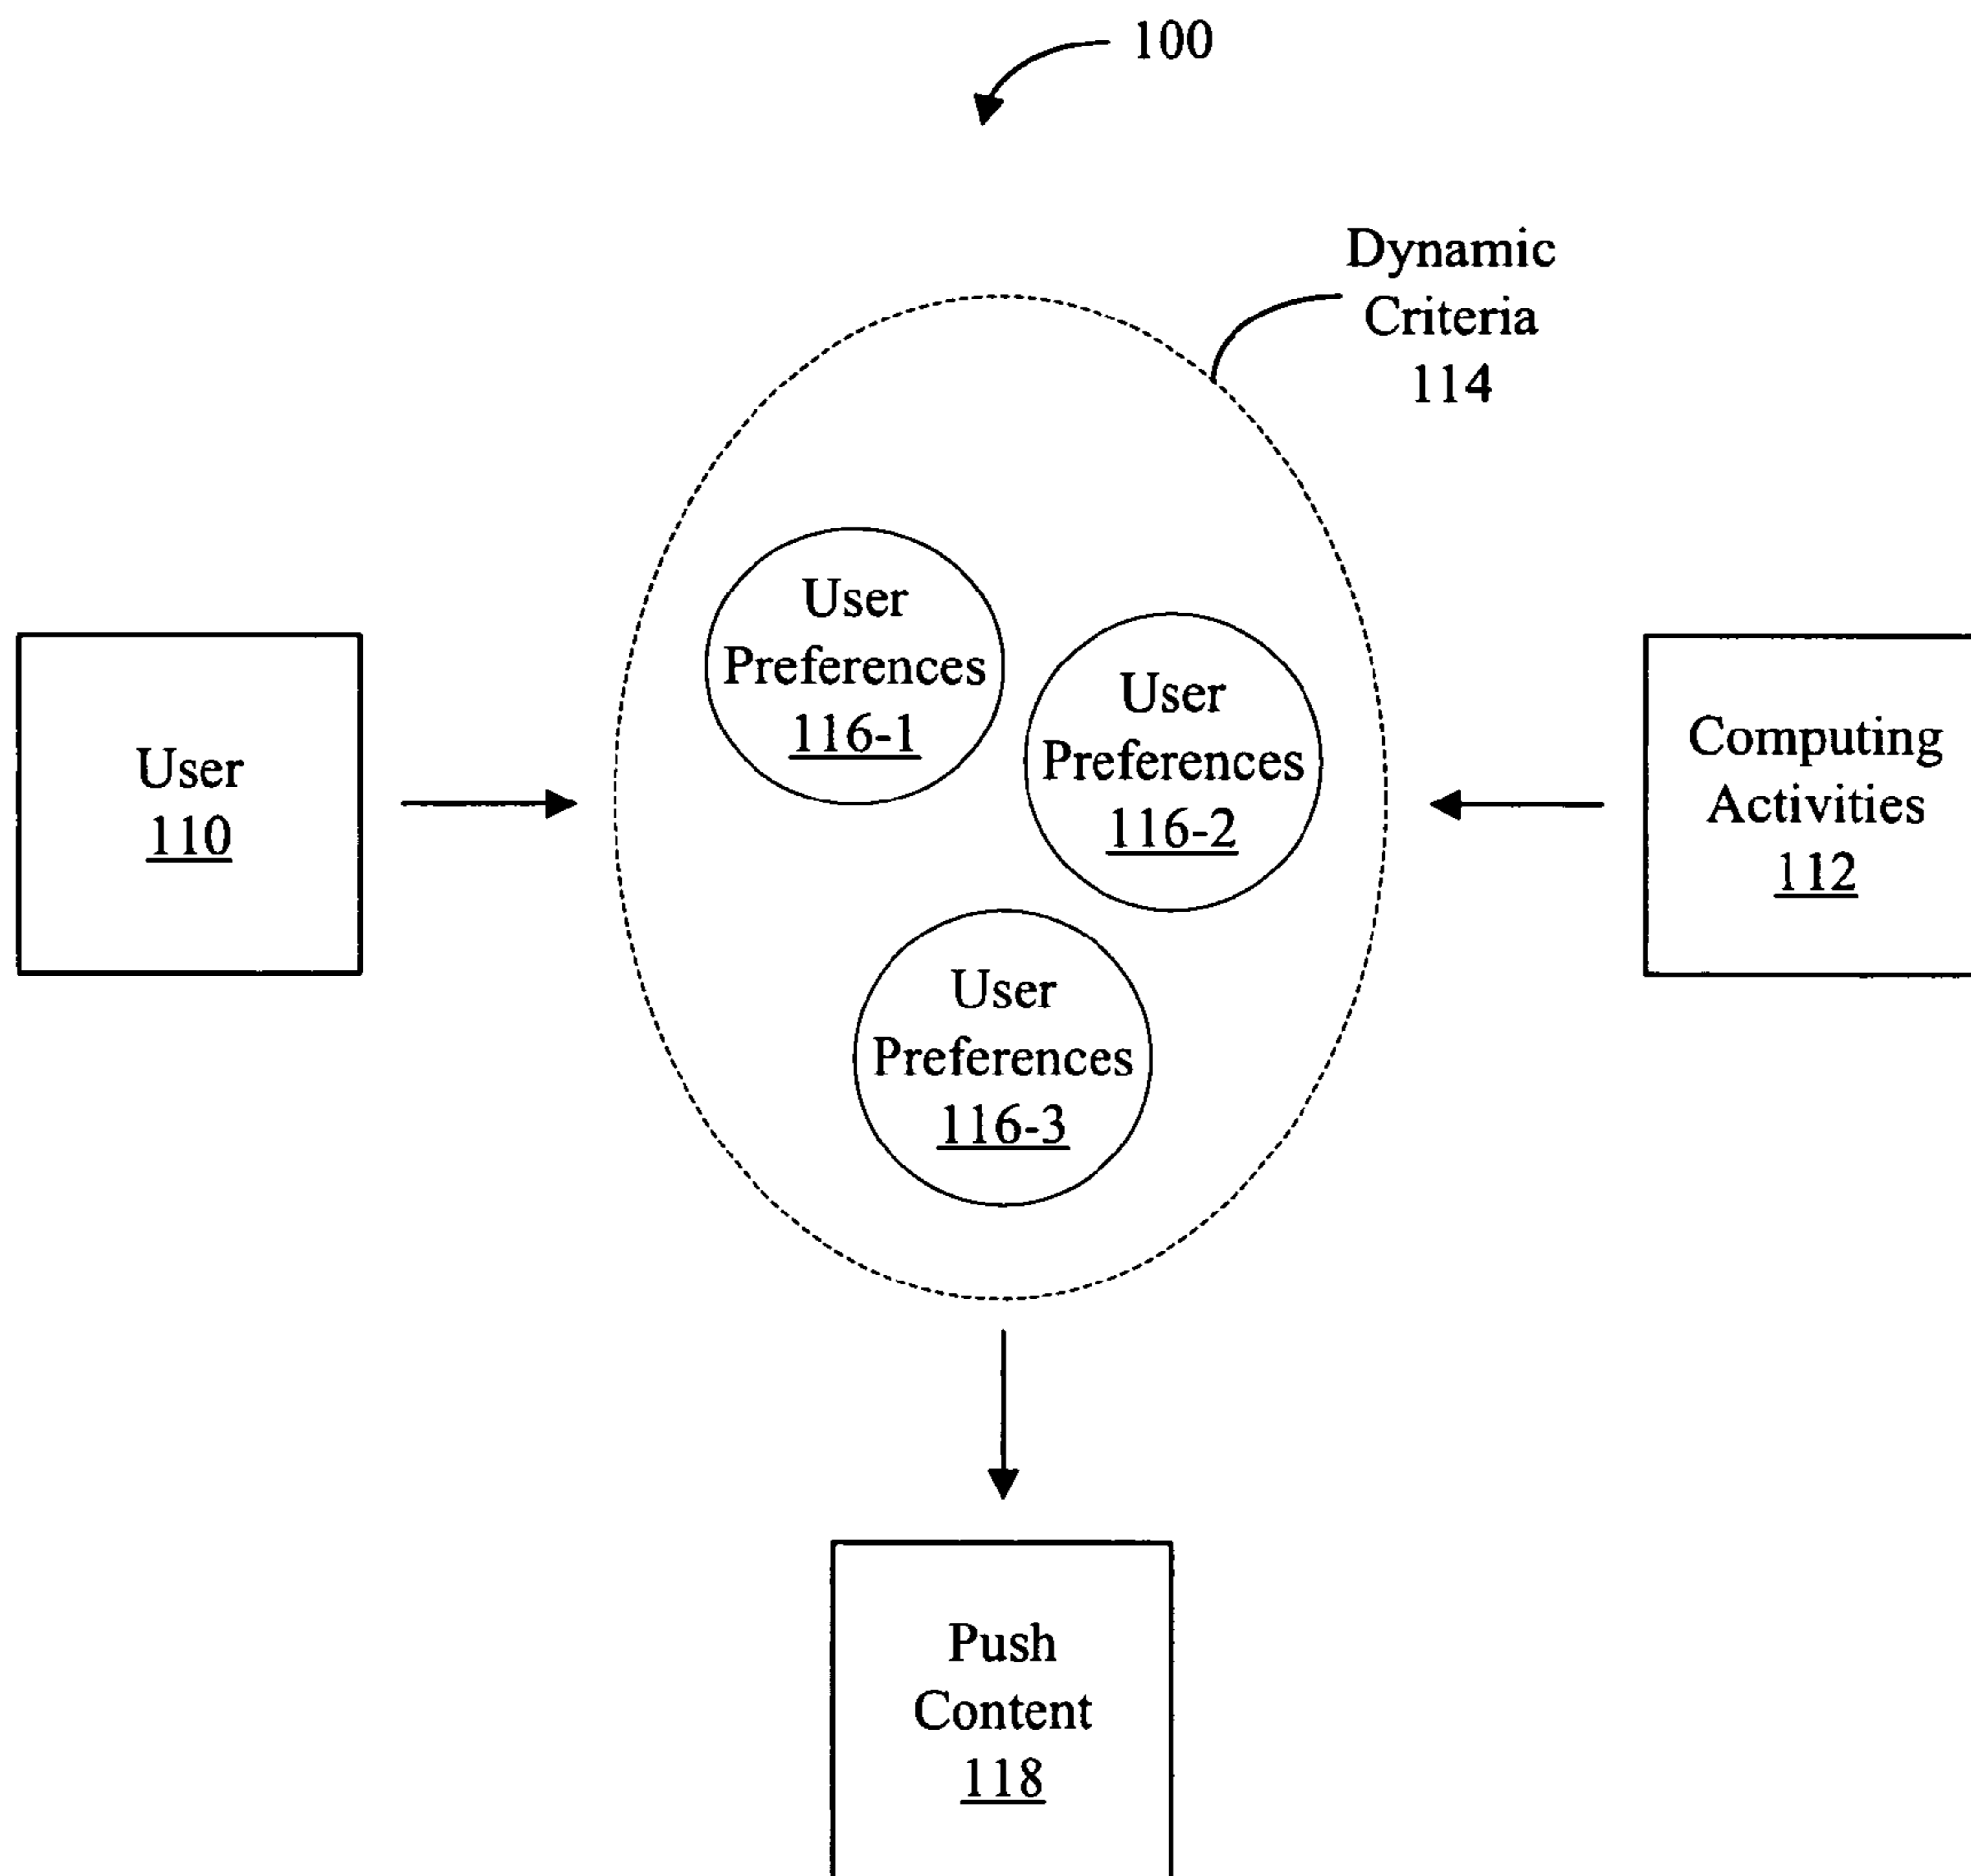 100
Dynamic
Criteria
114
User
Preferences
116-1
User
Preferences
116-2
User
110
Computing
Activities
112
User
Preferences
116-3
Push
Content
118